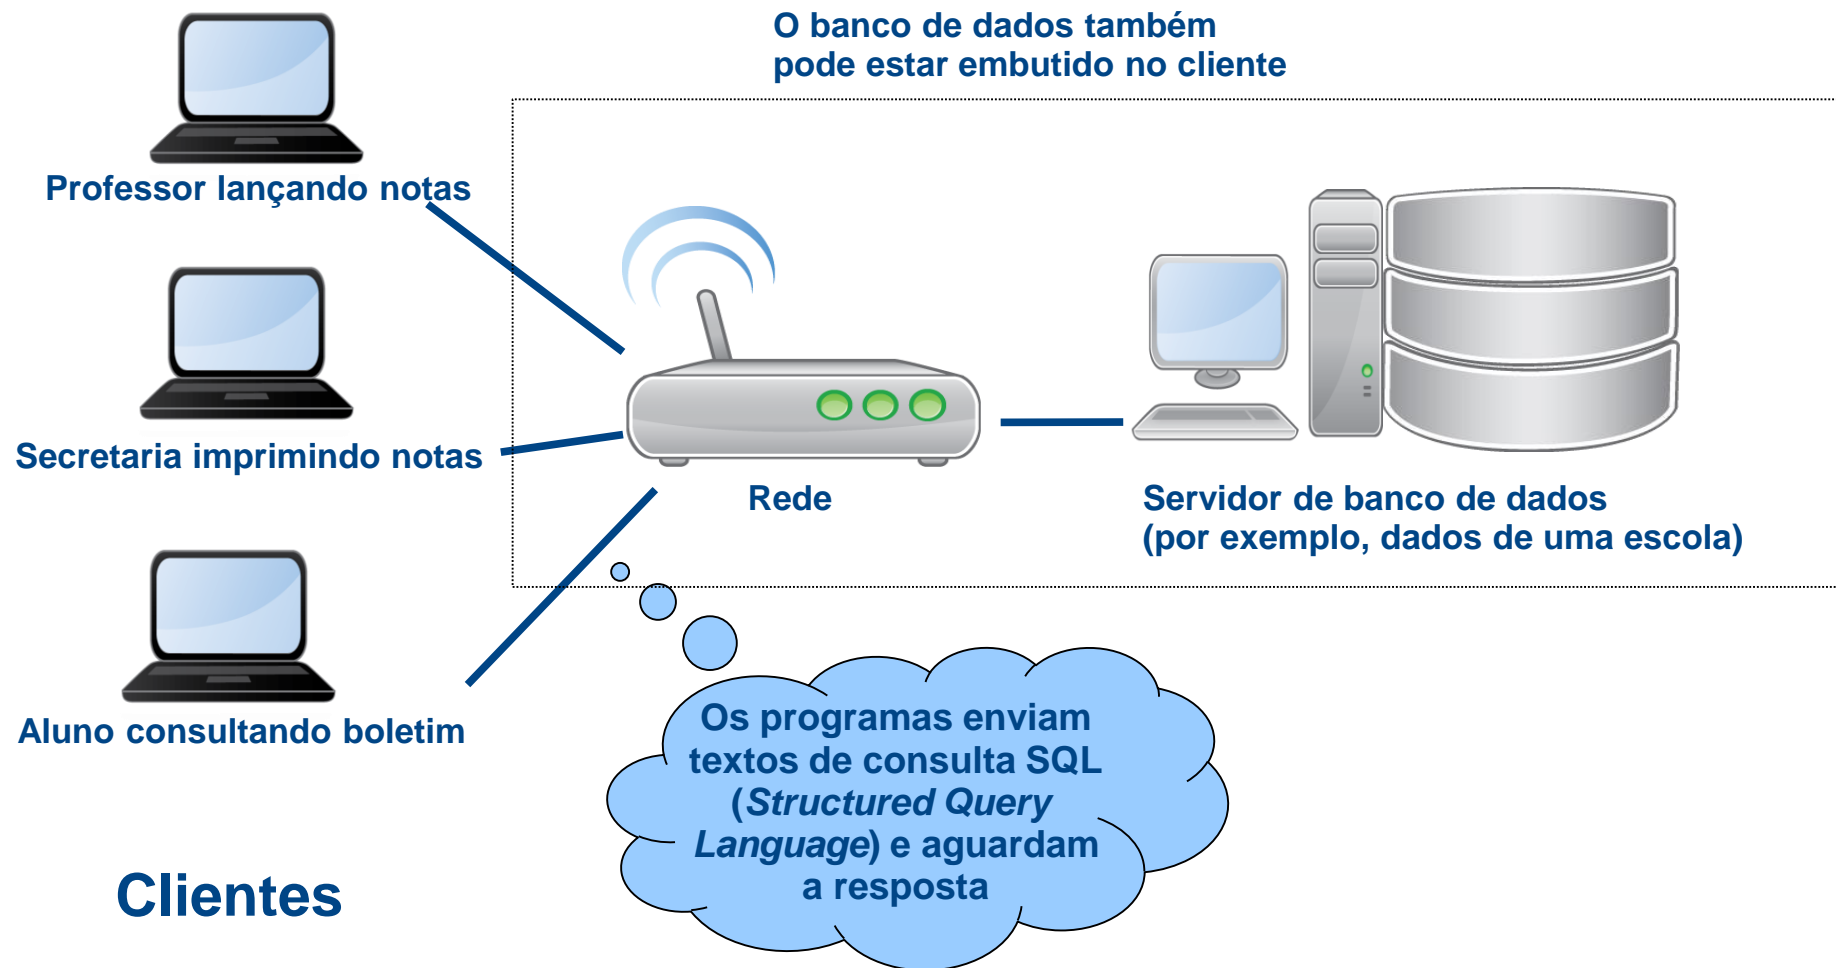 O banco de dados também
pode estar embutido no cliente
Professor lançando notas
Secretaria imprimindo notas
Rede
Servidor de banco de dados
(por exemplo, dados de uma escola)
Aluno consultando boletim
Os programas enviam
textos de consulta SQL
(Structured Query
Language) e aguardam
a resposta
Clientes